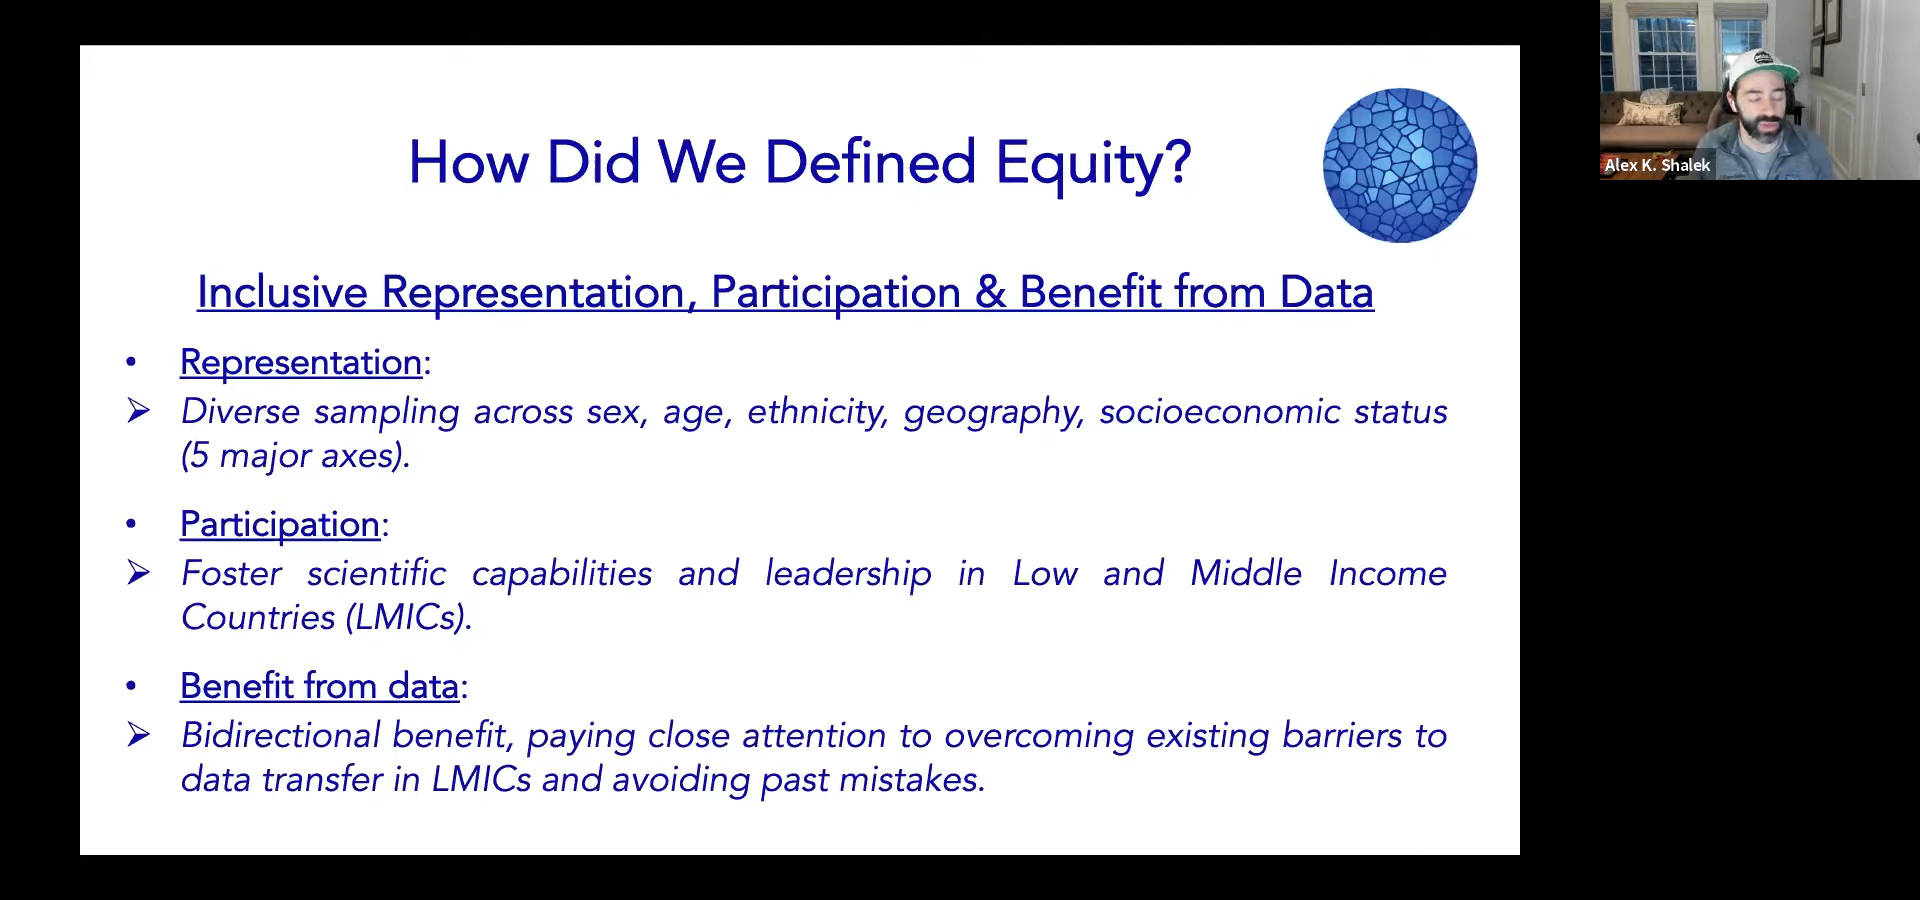 How Did We Defined Equity?
Inclusive Representation, Participation & Benefit from Data
• Representation:
➢ Diverse sampling across sex, age, ethnicity, geography, socioeconomic status
(5 major axes).
• Participation:
➢ Foster scientific capabilities and leadership in Low and Middle Income
Countries (LMICs).
• Benefit from data:
➢ Bidirectional benefit, paying close attention to overcoming existing barriers to
data transfer in LMICs and avoiding past mistakes.
Alex K. Shalek